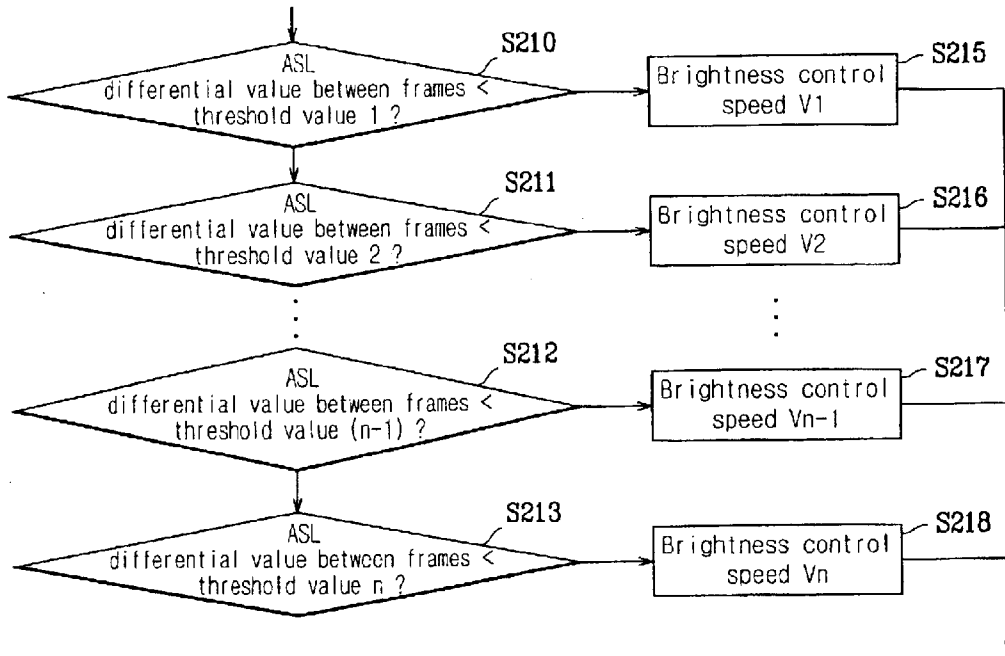 S210
ASL
differential value between frames <
threshold value 1 ?
S215
Brightness control
speed V1
S211
ASL
differential value between frames <
threshold value 2 ?
S216
Brightness control
speed V2
S212
ASL
differential value between frames <
threshold value (n-1) ?
S217
Brightness control
speed Vn-1
S213
ASL
differential value between frames <
threshold value n ?
S218
Brightness control
speed Vn